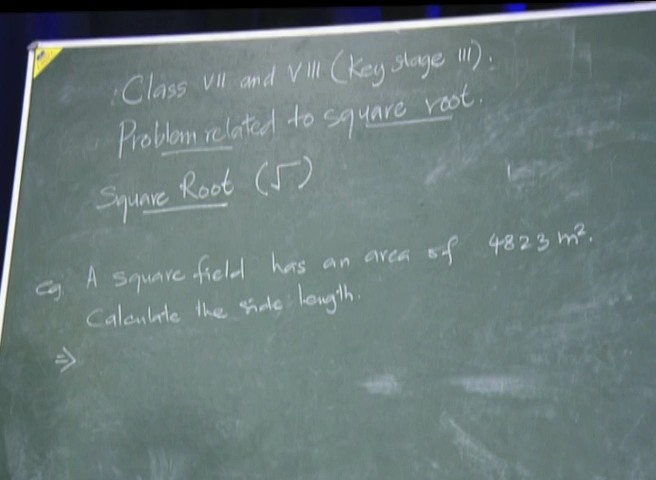 Class VII and VIII (Key stage III).
Problem related to square root.
Square Root (√)
eg. A square field has an area of 4823 m².
Calculate the side length.
⇒